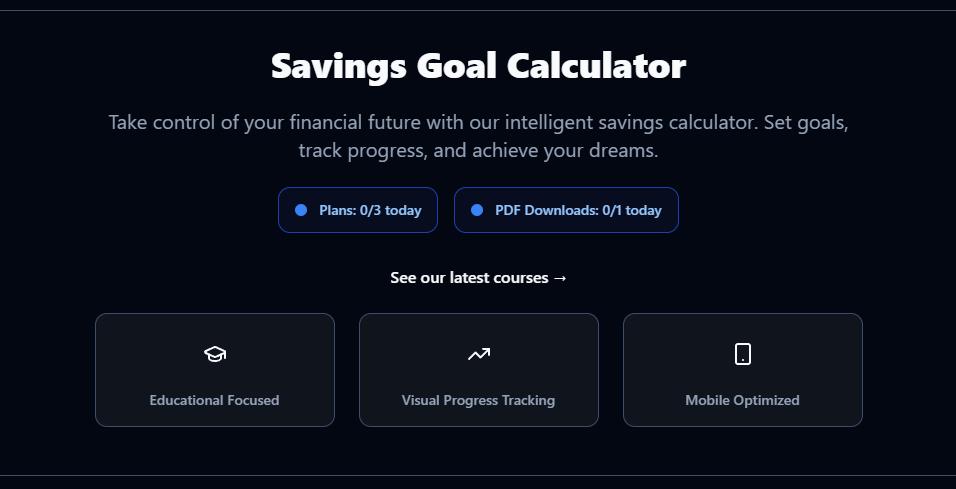 Savings Goal Calculator
Take control of your financial future with our intelligent savings calculator. Set goals,
track progress, and achieve your dreams.
Plans: 0/3 today
PDF Downloads: 0/1 today
See our latest courses →
Educational Focused
Visual Progress Tracking
Mobile Optimized